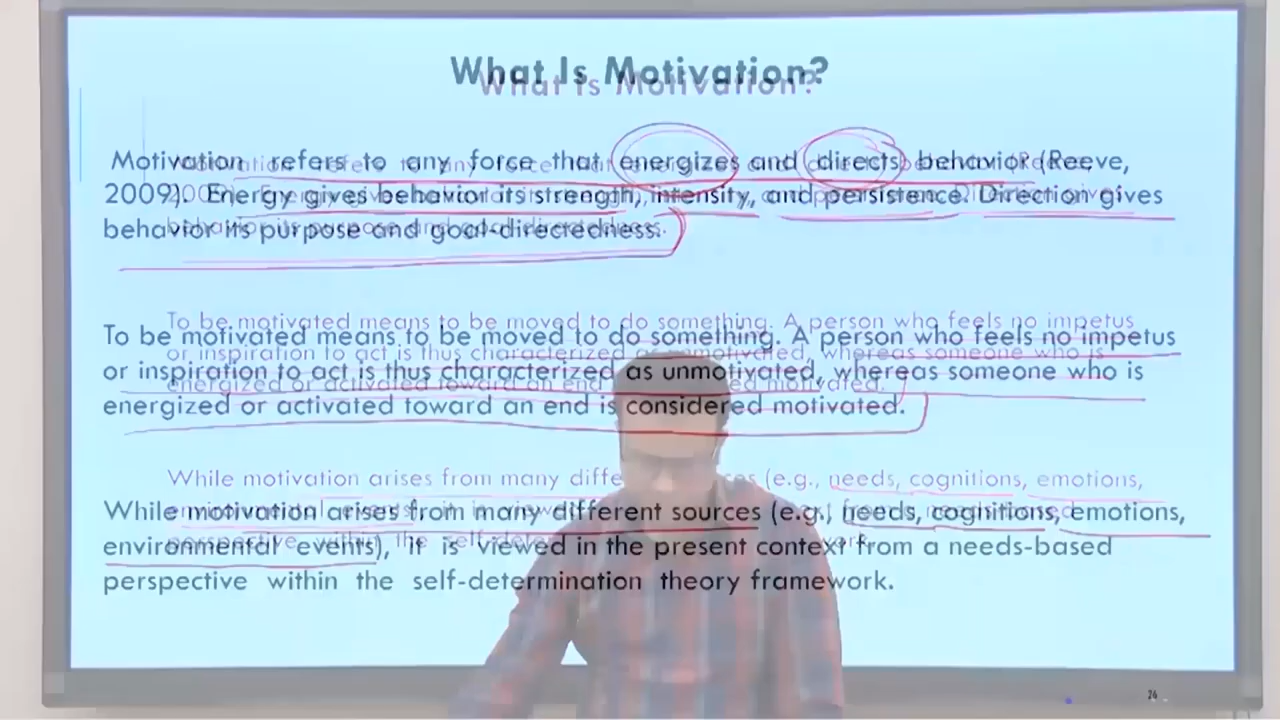 What Is Motivation?
Motivation refers to any force that energizes and directs behavior (Reeve,
2009). Energy gives behavior its strength, intensity, and persistence. Direction gives
behavior its purpose and goal-directedness.
To be motivated means to be moved to do something. A person who feels no impetus
or inspiration to act is thus characterized as unmotivated, whereas someone who is
energized or activated toward an end is considered motivated.
While motivation arises from many different sources (e.g., needs, cognitions, emotions,
environmental events), it is viewed in the present context from a needs-based
perspective within the self-determination theory framework.
24